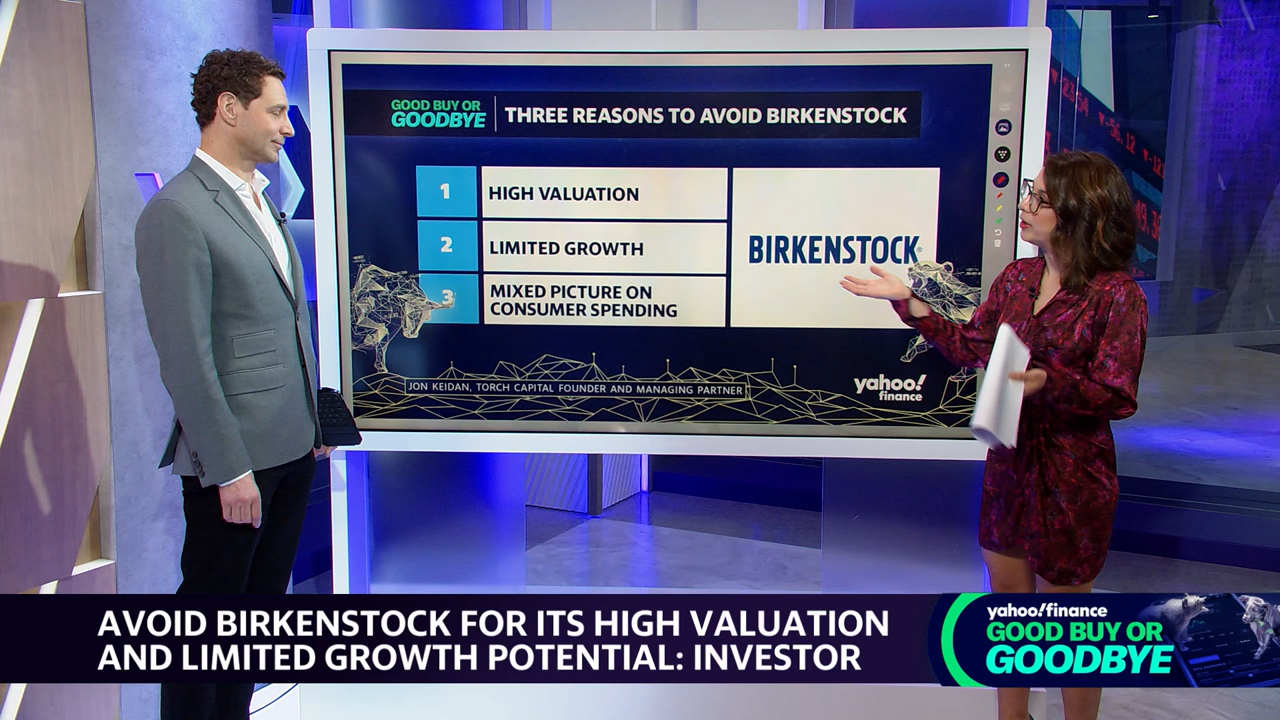 GOOD BUY OR
GOODBYE
THREE REASONS TO AVOID BIRKENSTOCK
1
HIGH VALUATION
2
LIMITED GROWTH
3
MIXED PICTURE ON
CONSUMER SPENDING
BIRKENSTOCK
JON KEIDAN, TORCH CAPITAL FOUNDER AND MANAGING PARTNER
yahoo!
finance
AVOID BIRKENSTOCK FOR ITS HIGH VALUATION
AND LIMITED GROWTH POTENTIAL: INVESTOR
yahoo!finance
GOOD BUY OR
GOODBYE